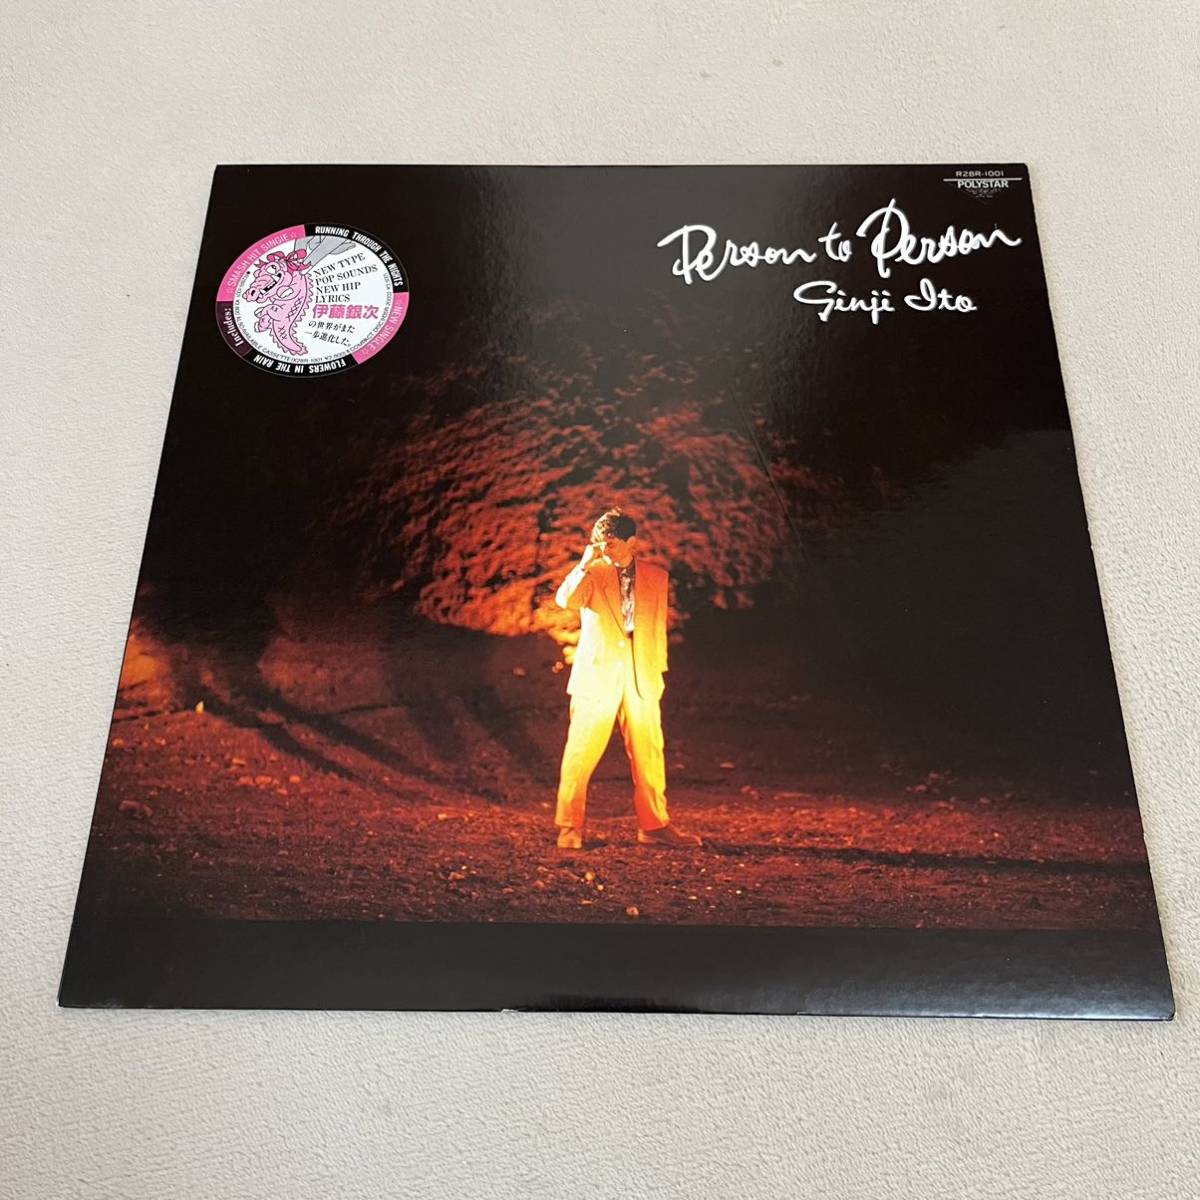 R28R-1001
POLYSTAR
Person to Person
Ginji Ito
☆SMASH HIT SINGIE☆
RUNNING THROUGH THE NIGHTS
☆NEW SINGLE☆
FLOWERS IN THE RAIN
Includes:
NEW TYPE
POP SOUNDS
NEW HIP
LYRICS
伊藤銀次
の世界がまた
一歩進化した。